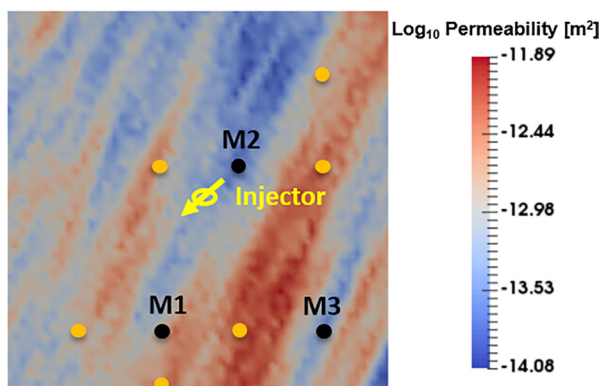 Log₁₀ Permeability [m²]
-11.89
-12.44
-12.98
-13.53
-14.08
M2
Injector
M1
M3